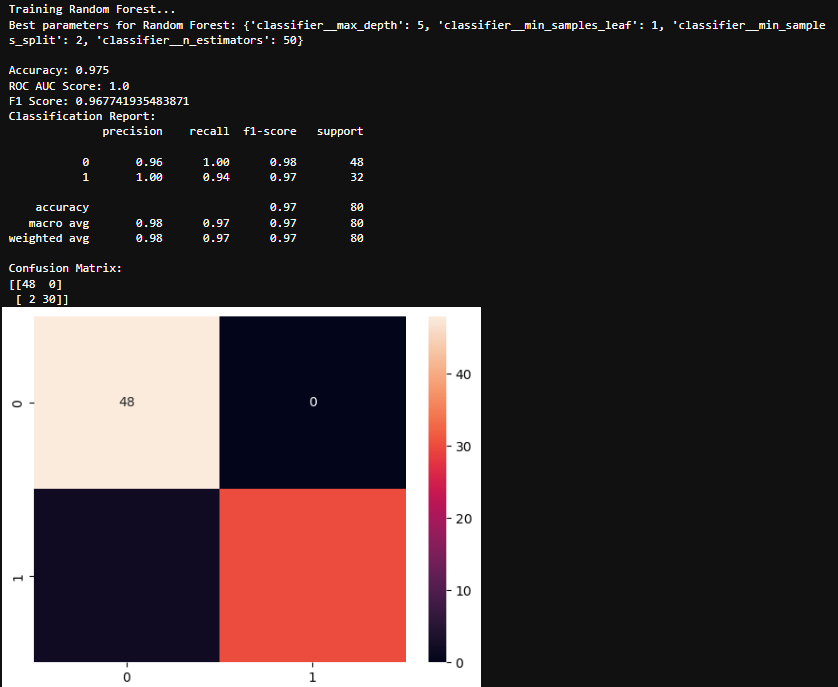 Training Random Forest...
Best parameters for Random Forest: {'classifier__max_depth': 5, 'classifier__min_samples_leaf': 1, 'classifier__min_sample
s_split': 2, 'classifier__n_estimators': 50}
Accuracy: 0.975
ROC AUC Score: 1.0
F1 Score: 0.967741935483871
Classification Report:
precision recall f1-score support
0 0.96 1.00 0.98 48
1 1.00 0.94 0.97 32
accuracy 0.97 80
macro avg 0.98 0.97 0.97 80
weighted avg 0.98 0.97 0.97 80
Confusion Matrix:
[[48 0]
[ 2 30]]
40
0 48 0
30
20
1
10
0
0 1